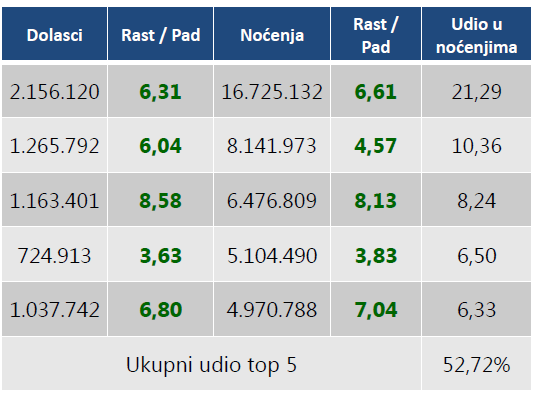 Dolasci Rast / Pad Noćenja Rast / Pad Udio u noćenjima
2.156.120 6,31 16.725.132 6,61 21,29
1.265.792 6,04 8.141.973 4,57 10,36
1.163.401 8,58 6.476.809 8,13 8,24
724.913 3,63 5.104.490 3,83 6,50
1.037.742 6,80 4.970.788 7,04 6,33
Ukupni udio top 5 52,72%